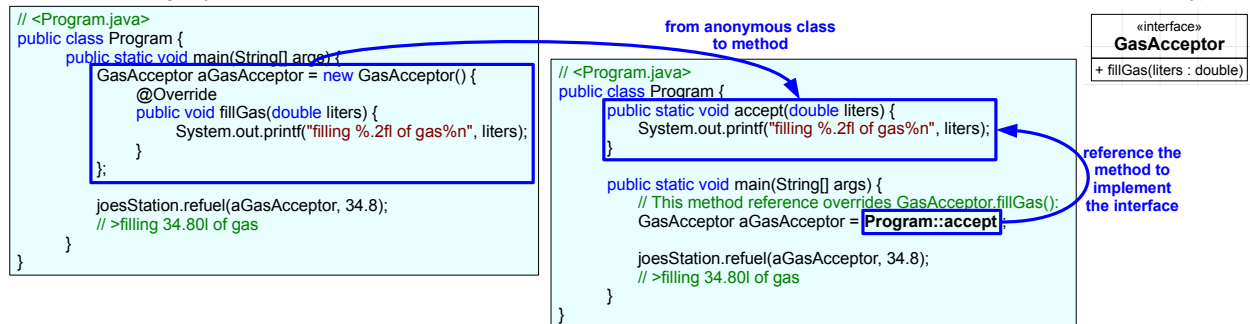 // <Program.java>
public class Program {
public static void main(String[] args) {
GasAcceptor aGasAcceptor = new GasAcceptor() {
@Override
public void fillGas(double liters) {
System.out.printf("filling %.2fl of gas%n", liters);
}
};
joesStation.refuel(aGasAcceptor, 34.8);
// >filling 34.80l of gas
}
}
from anonymous class
to method
// <Program.java>
public class Program {
public static void accept(double liters) {
System.out.printf("filling %.2fl of gas%n", liters);
}
public static void main(String[] args) {
// This method reference overrides GasAcceptor.fillGas():
GasAcceptor aGasAcceptor = Program::accept;
joesStation.refuel(aGasAcceptor, 34.8);
// >filling 34.80l of gas
}
}
reference the
method to
implement
the interface
«interface»
GasAcceptor
+ fillGas(liters : double)